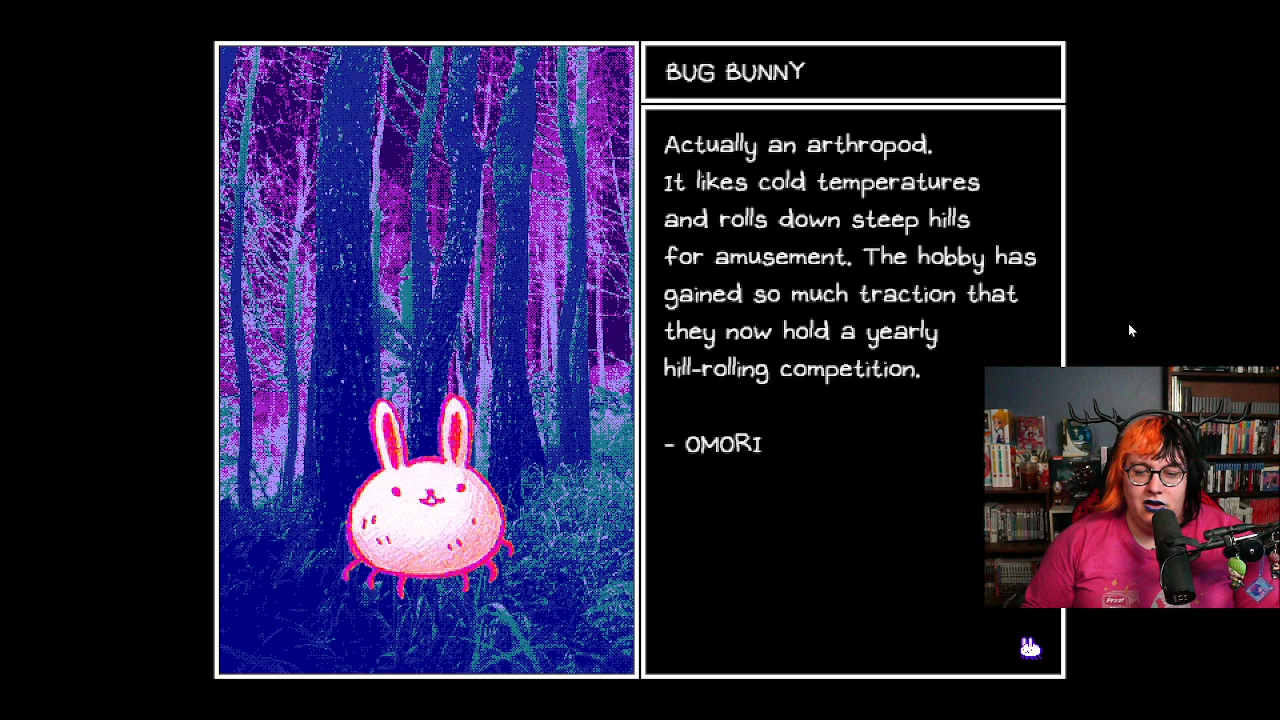 BUG BUNNY
Actually an arthropod.
It likes cold temperatures
and rolls down steep hills
for amusement. The hobby has
gained so much traction that
they now hold a yearly
hill-rolling competition.
- OMORI